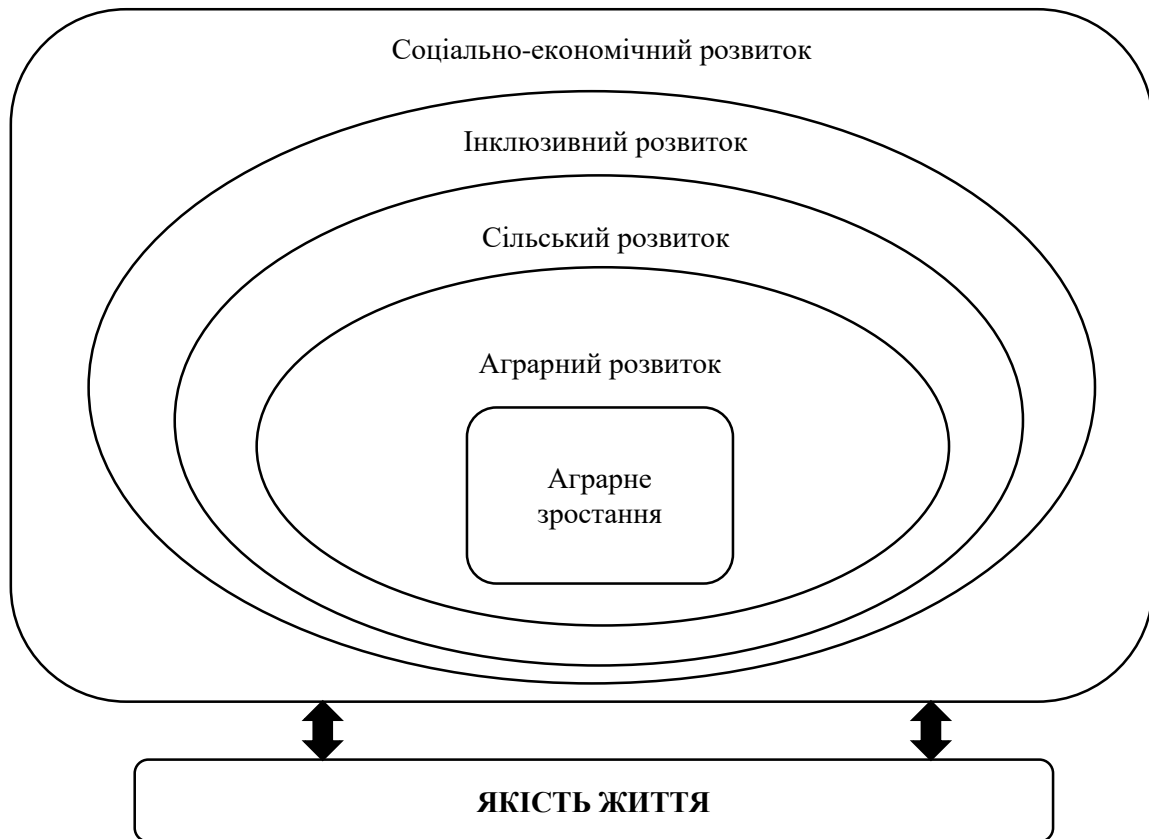 Соціально-економічний розвиток
Інклюзивний розвиток
Сільський розвиток
Аграрний розвиток
Аграрне
зростання
ЯКІСТЬ ЖИТТЯ